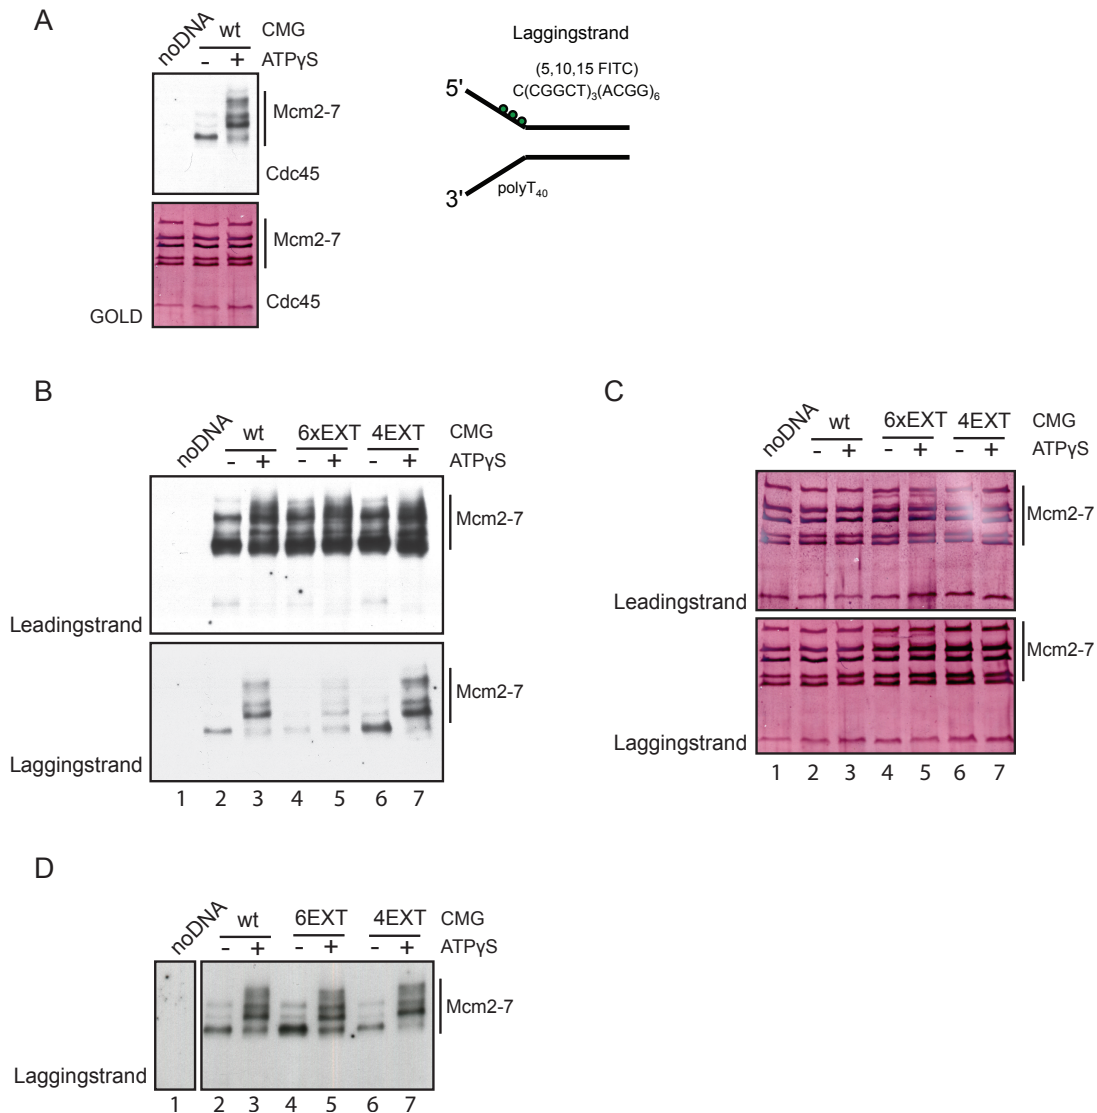 A
noDNA wt CMG
- + ATPγS
Mcm2-7
Cdc45
Mcm2-7
Cdc45
GOLD
Laggingstrand
(5,10,15 FITC)
C(CGGCT)3(ACGG)6
5'
3'
polyT40
B
noDNA wt 6xEXT 4EXT CMG
- + - + - + ATPγS
Mcm2-7
Leadingstrand
Mcm2-7
Laggingstrand
1 2 3 4 5 6 7
C
noDNA wt 6xEXT 4EXT CMG
- + - + - + ATPγS
Mcm2-7
Leadingstrand
Mcm2-7
Laggingstrand
1 2 3 4 5 6 7
D
noDNA wt 6EXT 4EXT CMG
- + - + - + ATPγS
Mcm2-7
Laggingstrand
1 2 3 4 5 6 7